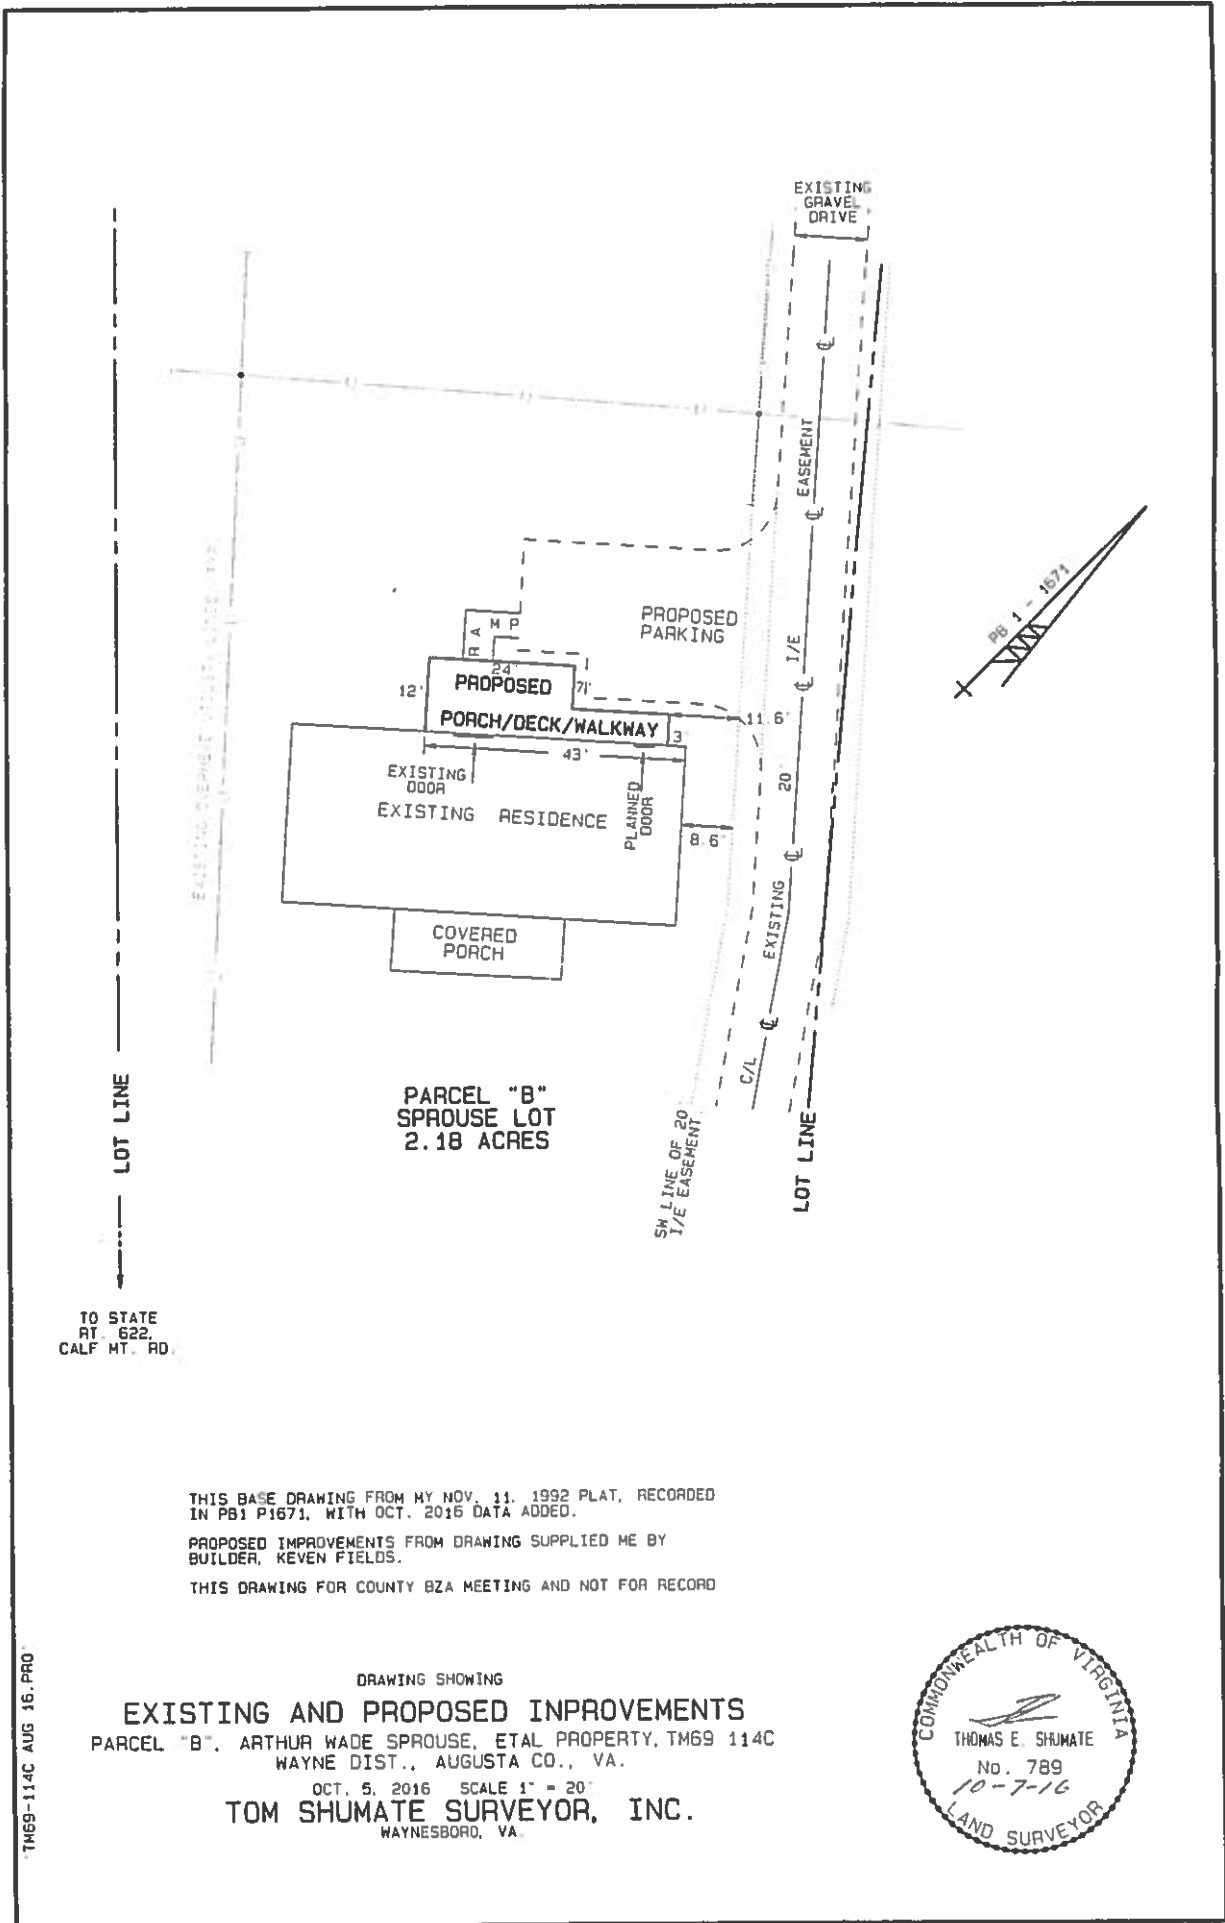 EXISTING
GRAVEL
DRIVE
EASEMENT
I/E
20'
EXISTING
C/L
PB 1 - 1671
PROPOSED
PARKING
RAMP
24'
12'
PROPOSED
7'
PORCH/DECK/WALKWAY
3'
11.6'
43'
EXISTING
DOOR
PLANNED
DOOR
EXISTING RESIDENCE
8.6'
COVERED
PORCH
PARCEL "B"
SPROUSE LOT
2.18 ACRES
LOT LINE
SW LINE OF 20'
I/E EASEMENT
LOT LINE
TO STATE
RT. 622,
CALF MT. RD.
THIS BASE DRAWING FROM MY NOV. 11, 1992 PLAT, RECORDED
IN PB1 P1671, WITH OCT. 2016 DATA ADDED.
PROPOSED IMPROVEMENTS FROM DRAWING SUPPLIED ME BY
BUILDER, KEVEN FIELDS.
THIS DRAWING FOR COUNTY BZA MEETING AND NOT FOR RECORD
DRAWING SHOWING
EXISTING AND PROPOSED INPROVEMENTS
PARCEL "B", ARTHUR WADE SPROUSE, ETAL PROPERTY, TM69 114C
WAYNE DIST., AUGUSTA CO., VA.
OCT. 5, 2016 SCALE 1" = 20'
TOM SHUMATE SURVEYOR, INC.
WAYNESBORO, VA.
TM69-114C AUG 16.PRO
COMMONWEALTH OF VIRGINIA
THOMAS E. SHUMATE
No. 789
10-7-16
LAND SURVEYOR